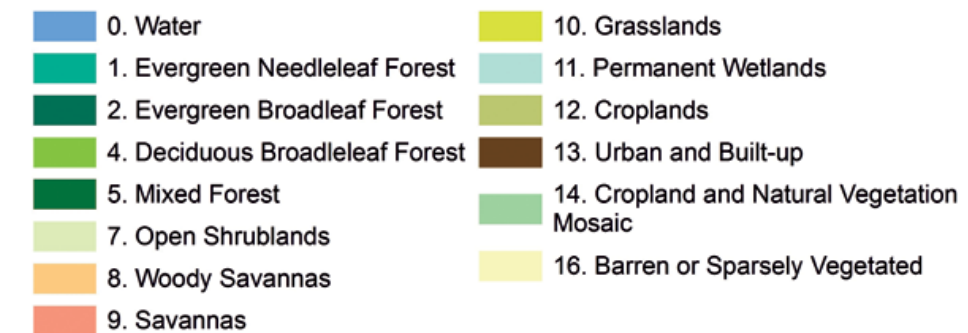 0. Water
1. Evergreen Needleleaf Forest
2. Evergreen Broadleaf Forest
4. Deciduous Broadleleaf Forest
5. Mixed Forest
7. Open Shrublands
8. Woody Savannas
9. Savannas
10. Grasslands
11. Permanent Wetlands
12. Croplands
13. Urban and Built-up
14. Cropland and Natural Vegetation
Mosaic
16. Barren or Sparsely Vegetated